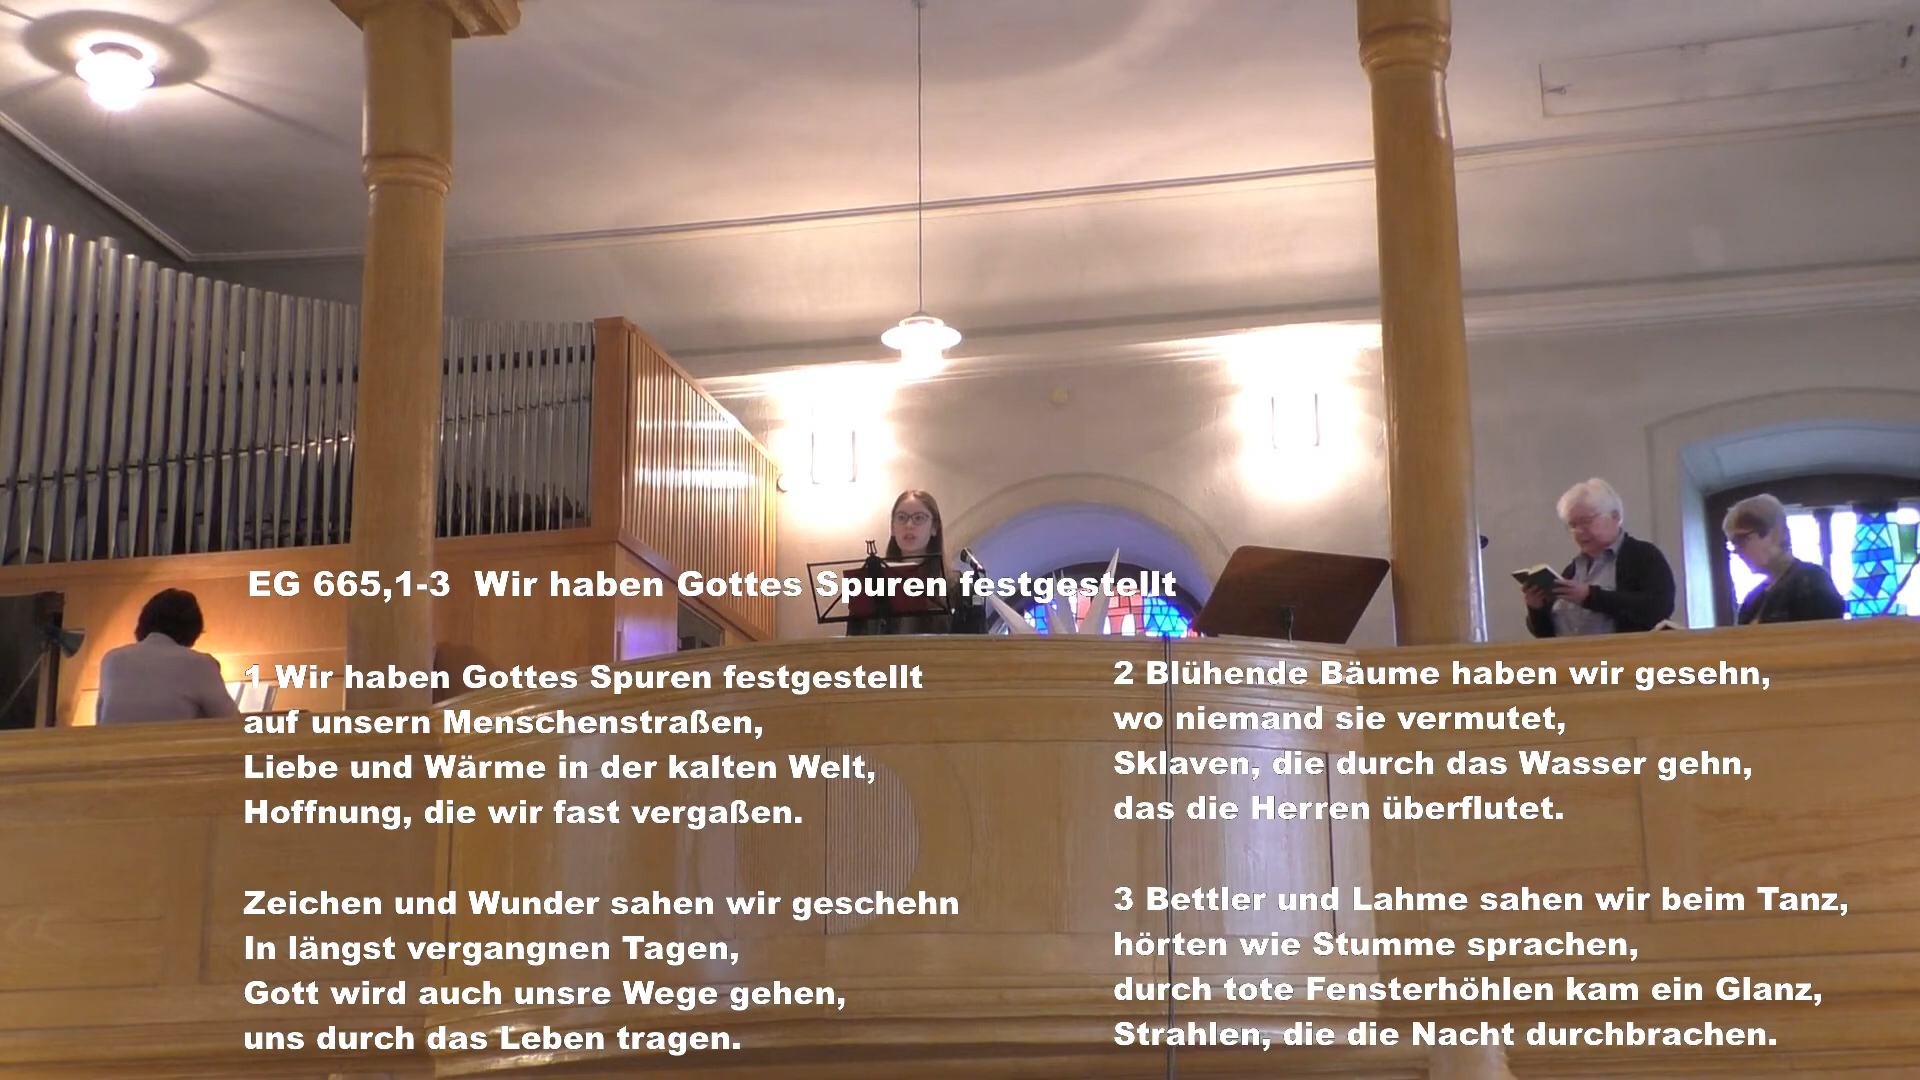 EG 665,1-3  Wir haben Gottes Spuren festgestellt
1 Wir haben Gottes Spuren festgestellt
auf unsern Menschenstraßen,
Liebe und Wärme in der kalten Welt,
Hoffnung, die wir fast vergaßen.
Zeichen und Wunder sahen wir geschehn
In längst vergangnen Tagen,
Gott wird auch unsre Wege gehen,
uns durch das Leben tragen.
2 Blühende Bäume haben wir gesehn,
wo niemand sie vermutet,
Sklaven, die durch das Wasser gehn,
das die Herren überflutet.
3 Bettler und Lahme sahen wir beim Tanz,
hörten wie Stumme sprachen,
durch tote Fensterhöhlen kam ein Glanz,
Strahlen, die die Nacht durchbrachen.